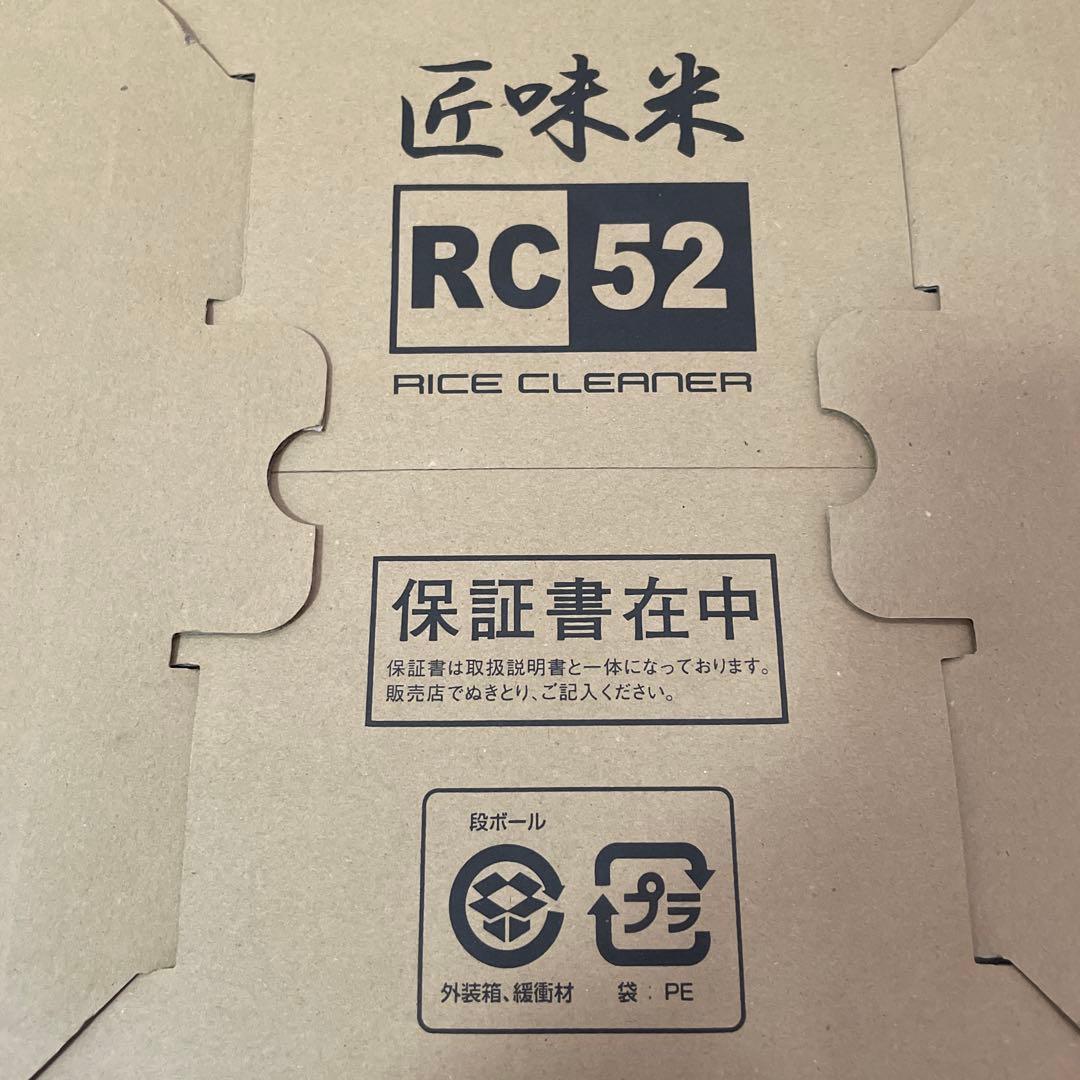 匠味米
RC 52
RICE CLEANER
保証書在中
保証書は取扱説明書と一体になっております。
販売店でぬきとり、ご記入ください。
段ボール
プラ
外装箱、緩衝材
袋：PE